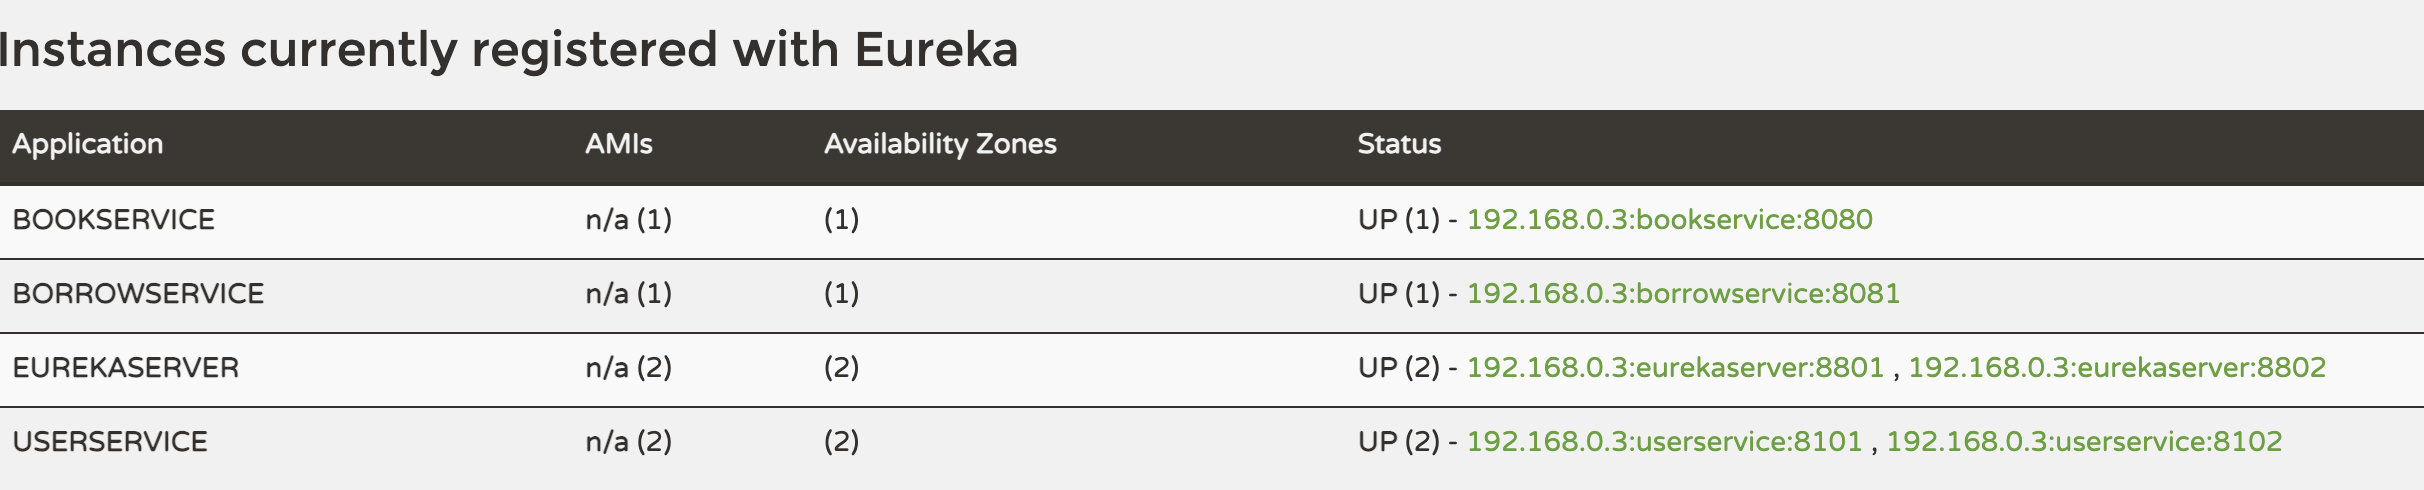 Instances currently registered with Eureka
Application AMIs Availability Zones Status
BOOKSERVICE n/a (1) (1) UP (1) - 192.168.0.3:bookservice:8080
BORROWSERVICE n/a (1) (1) UP (1) - 192.168.0.3:borrowservice:8081
EUREKASERVER n/a (2) (2) UP (2) - 192.168.0.3:eurekaserver:8801 , 192.168.0.3:eurekaserver:8802
USERSERVICE n/a (2) (2) UP (2) - 192.168.0.3:userservice:8101 , 192.168.0.3:userservice:8102